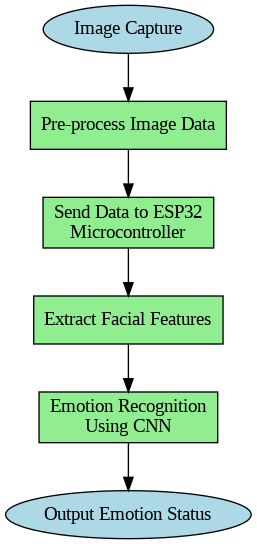 Image Capture
Pre-process Image Data
Send Data to ESP32
Microcontroller
Extract Facial Features
Emotion Recognition
Using CNN
Output Emotion Status